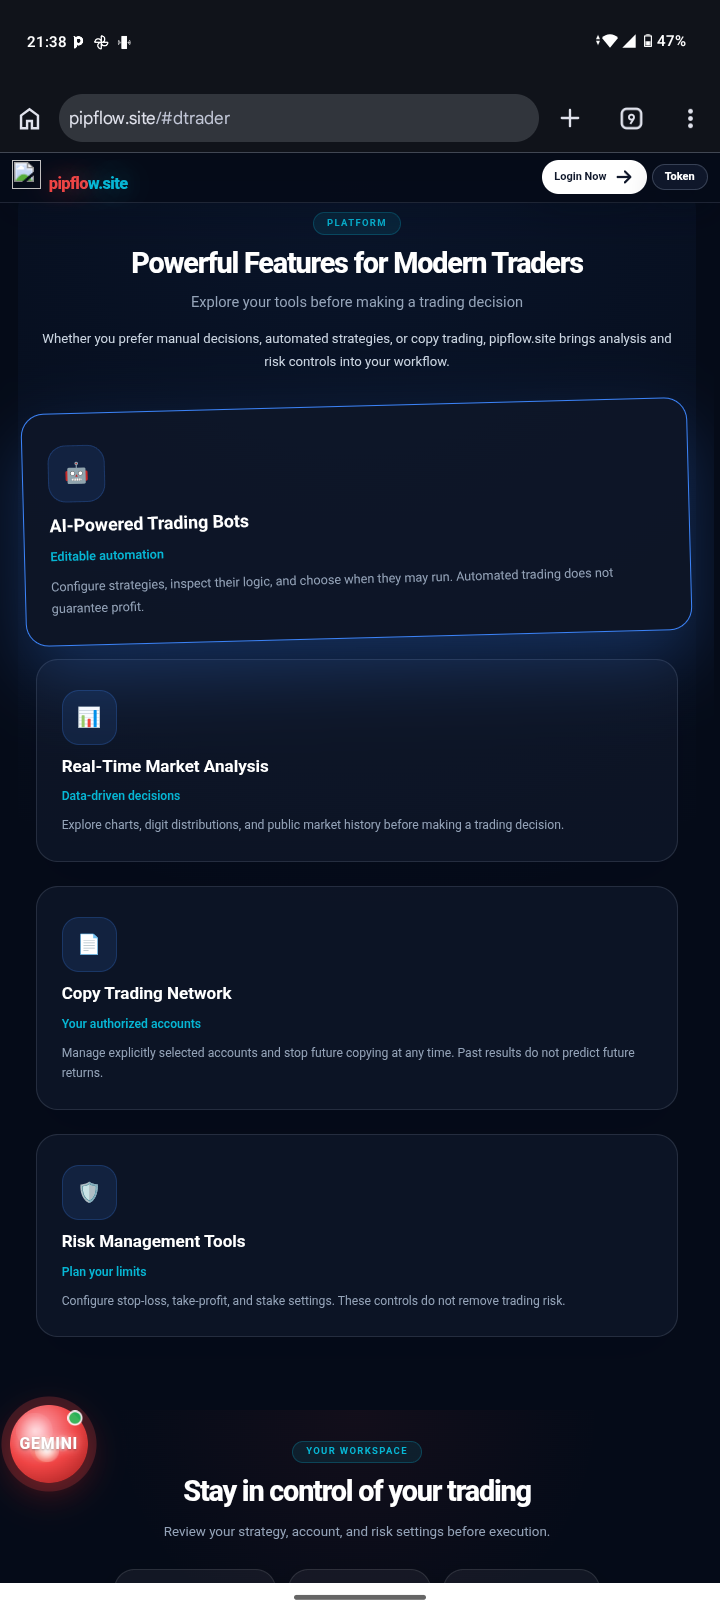 21:38
47%
pipflow.site/#dtrader
9
pipflow.site
Login Now
Token
PLATFORM
Powerful Features for Modern Traders
Explore your tools before making a trading decision
Whether you prefer manual decisions, automated strategies, or copy trading, pipflow.site brings analysis and
risk controls into your workflow.
AI-Powered Trading Bots
Editable automation
Configure strategies, inspect their logic, and choose when they may run. Automated trading does not
guarantee profit.
Real-Time Market Analysis
Data-driven decisions
Explore charts, digit distributions, and public market history before making a trading decision.
Copy Trading Network
Your authorized accounts
Manage explicitly selected accounts and stop future copying at any time. Past results do not predict future
returns.
Risk Management Tools
Plan your limits
Configure stop-loss, take-profit, and stake settings. These controls do not remove trading risk.
GEMINI
YOUR WORKSPACE
Stay in control of your trading
Review your strategy, account, and risk settings before execution.